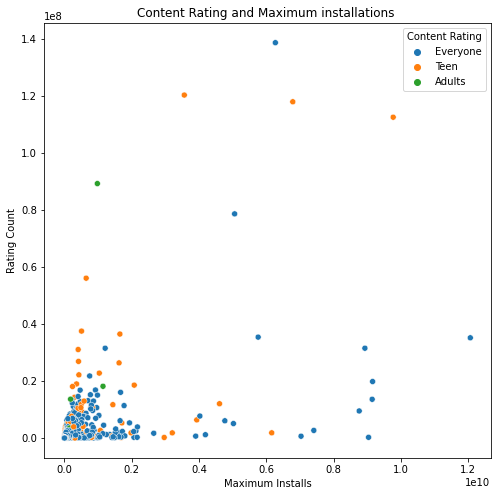 Content Rating and Maximum installations
1e8
Content Rating
Everyone
Teen
Adults
1.4
1.2
1.0
0.8
0.6
0.4
0.2
0.0
Rating Count
0.0 0.2 0.4 0.6 0.8 1.0 1.2
1e10
Maximum Installs